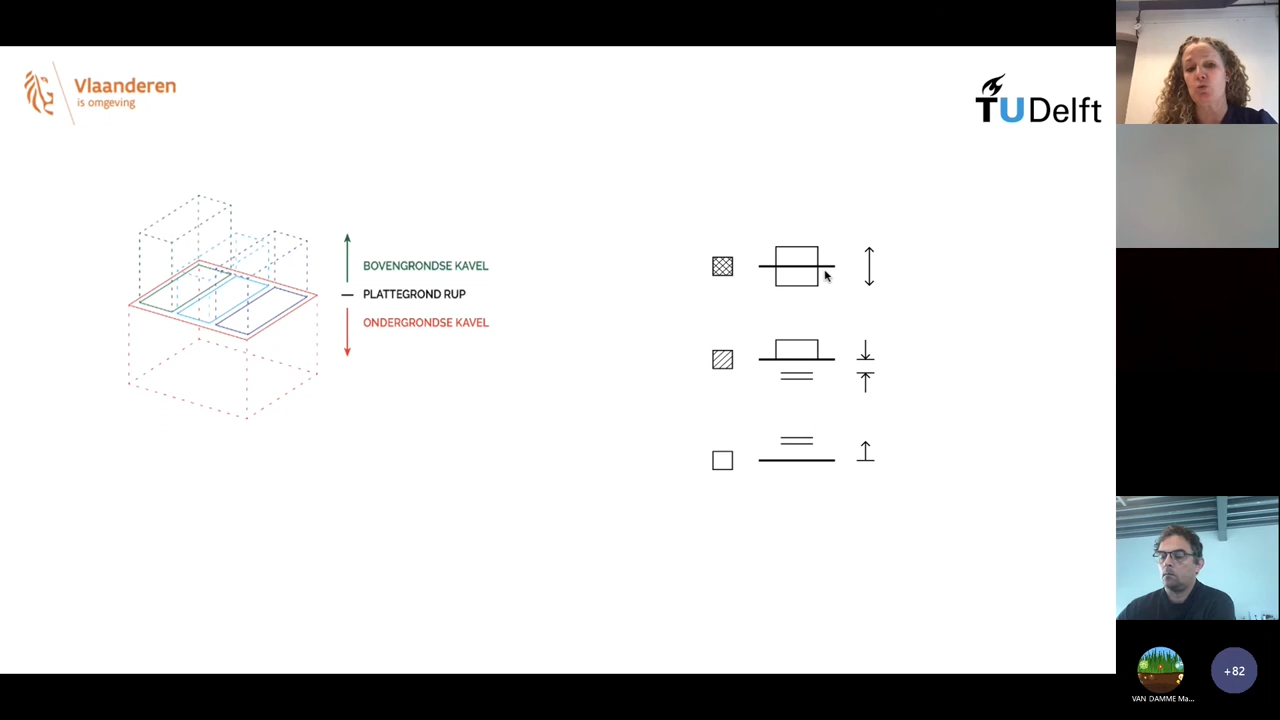 Vlaanderen
is omgeving
TU Delft
BOVENGRONDSE KAVEL
PLATTEGROND RUP
ONDERGRONDSE KAVEL
VAN DAMME Ma...
+82